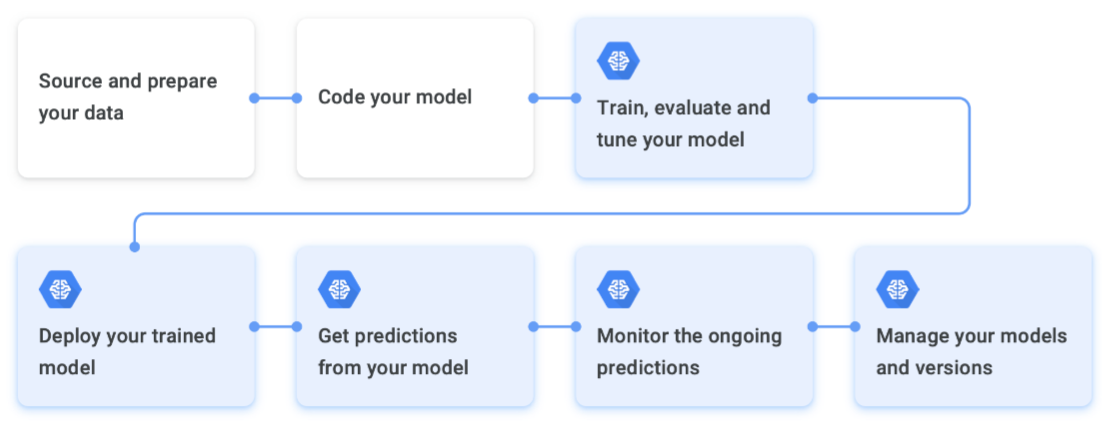 Source and prepare
your data
Code your model
Train, evaluate and
tune your model
Deploy your trained
model
Get predictions
from your model
Monitor the ongoing
predictions
Manage your models
and versions